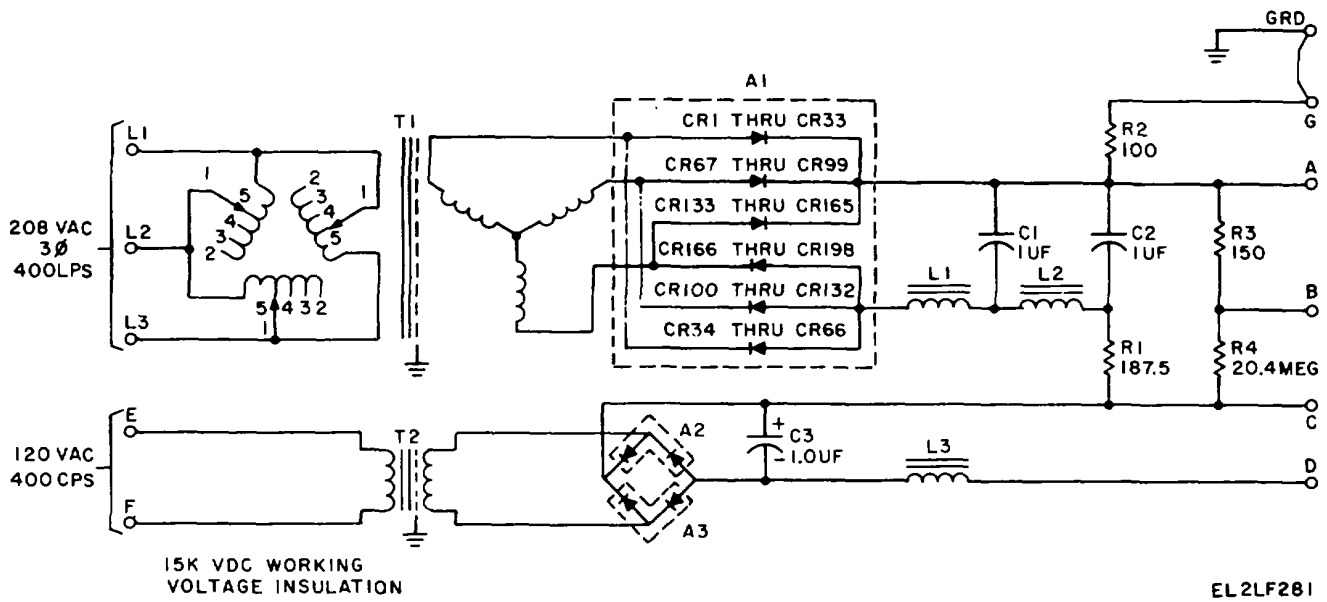 GRD
G
A1
T1
L1
CR1 THRU CR33
R2
100
1
5
2
3
4
1
CR67 THRU CR99
A
4
3
2
5
208 VAC
3Ø
400LPS
L2
CR133 THRU CR165
C1
1UF
C2
1UF
R3
150
CR166 THRU CR198
L1
L2
5 4 3 2
1
CR100 THRU CR132
B
L3
CR34 THRU CR66
R1
187.5
R4
20.4MEG
C
E
T2
A2
+
C3
- 1.0UF
L3
120 VAC
400 CPS
D
F
A3
15K VDC WORKING
VOLTAGE INSULATION
EL2LF281